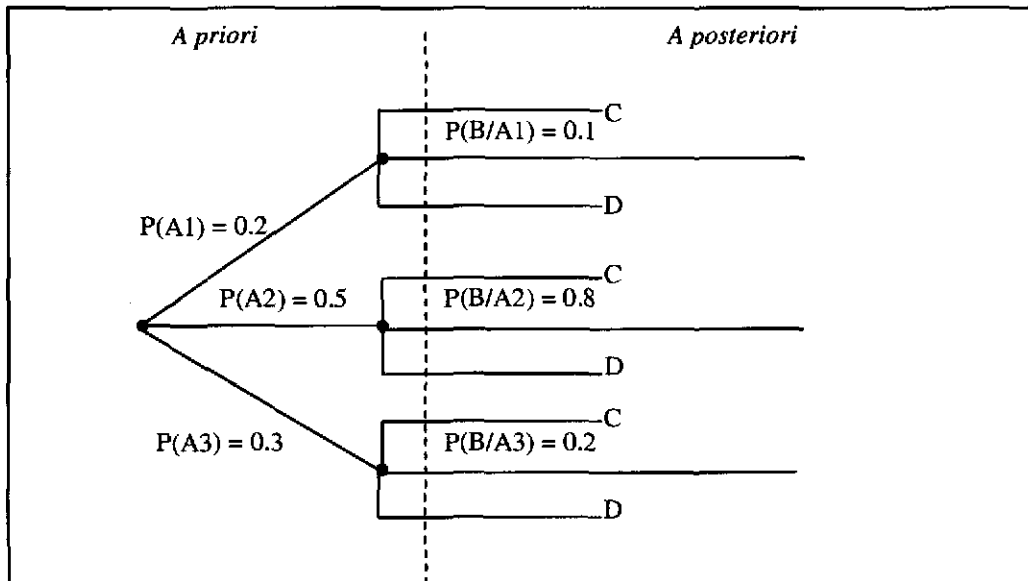 A priori
A posteriori
C
P(B/A1) = 0.1
D
P(A1) = 0.2
C
P(A2) = 0.5
P(B/A2) = 0.8
D
C
P(A3) = 0.3
P(B/A3) = 0.2
D